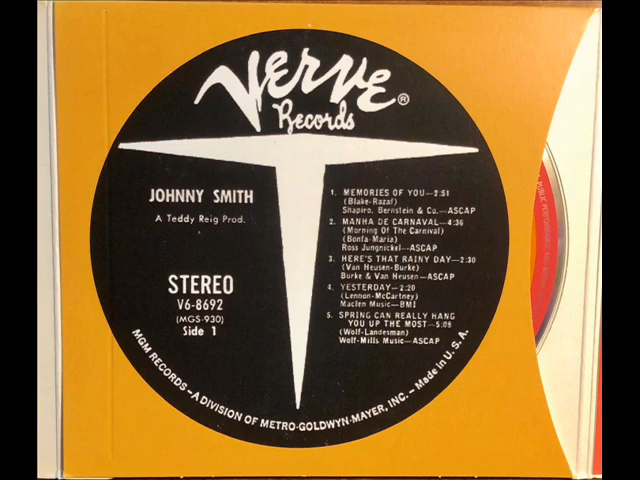 Verve®
Records
JOHNNY SMITH
A Teddy Reig Prod.
STEREO
V6-8692
(MGS-930)
Side 1
1. MEMORIES OF YOU—2:51
(Blake-Razaf)
Shapiro, Bernstein & Co.—ASCAP
2. MANHA DE CARNAVAL—4:36
(Morning Of The Carnival)
(Bonfa-Maria)
Ross Jungnickel—ASCAP
3. HERE'S THAT RAINY DAY—2:30
(Van Heusen-Burke)
Burke & Van Heusen—ASCAP
4. YESTERDAY—2:20
(Lennon-McCartney)
Maclen Music—BMI
5. SPRING CAN REALLY HANG
YOU UP THE MOST—5:08
(Wolf-Landesman)
Wolf-Mills Music—ASCAP
MGM RECORDS—A DIVISION OF METRO-GOLDWYN-MAYER, INC.—Made in U.S.A.
PUBLIC PERFORMANCE